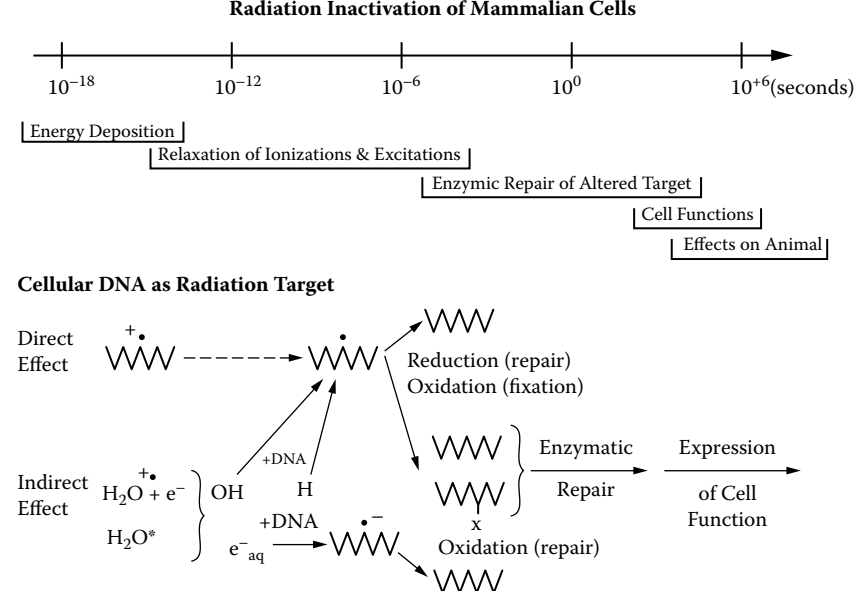 Radiation Inactivation of Mammalian Cells
10⁻¹⁸ 10⁻¹² 10⁻⁶ 10⁰ 10⁺⁶(seconds)
Energy Deposition
Relaxation of Ionizations & Excitations
Enzymic Repair of Altered Target
Cell Functions
Effects on Animal
Cellular DNA as Radiation Target
Direct
Effect
+•
•
Reduction (repair)
Oxidation (fixation)
Indirect
Effect
+•
H₂O + e⁻
H₂O*
OH
+DNA
H
+DNA
e⁻aq
•−
x
Oxidation (repair)
Enzymatic
Repair
Expression
of Cell
Function